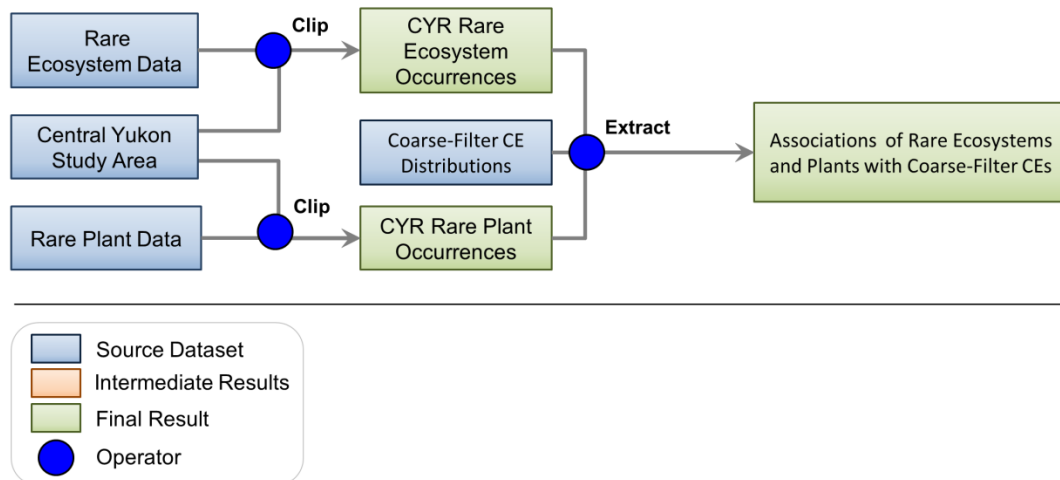 Rare
Ecosystem Data
Clip
CYR Rare
Ecosystem
Occurrences
Central Yukon
Study Area
Coarse-Filter CE
Distributions
Extract
Associations of Rare Ecosystems
and Plants with Coarse-Filter CEs
Rare Plant Data
Clip
CYR Rare Plant
Occurrences
Source Dataset
Intermediate Results
Final Result
Operator